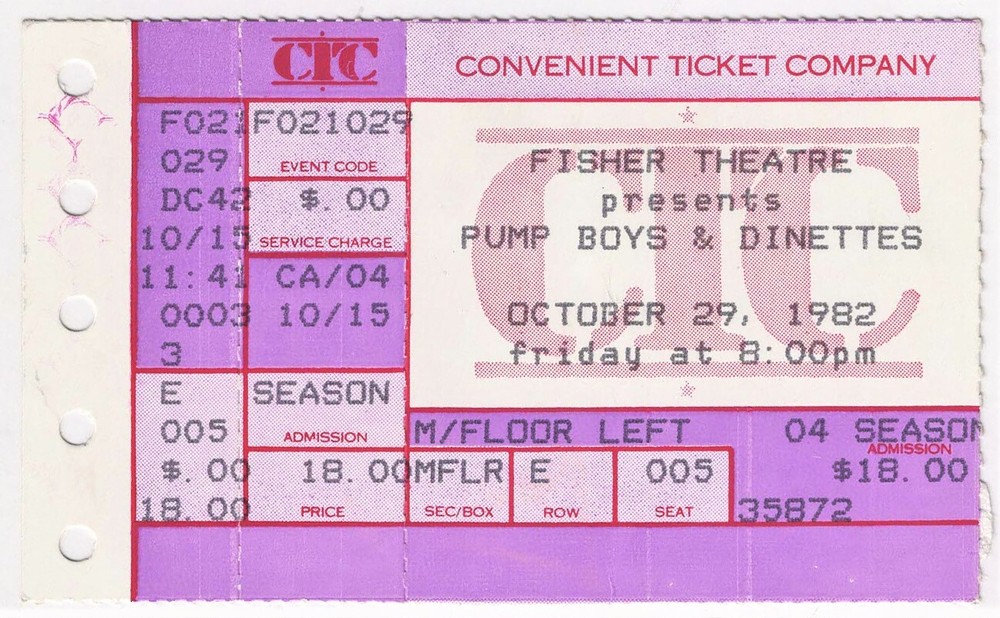 CTC
CONVENIENT TICKET COMPANY
F021 F021029
029
EVENT CODE
DC42 $.00
10/15 SERVICE CHARGE
11:41 CA/04
0003 10/15
3
FISHER THEATRE
presents
PUMP BOYS & DINETTES
OCTOBER 29, 1982
friday at 8:00pm
E SEASON
005 ADMISSION
M/FLOOR LEFT 04 SEASON
ADMISSION
$.00 18.00 MFLR E 005 $18.00
18.00 PRICE SEC/BOX ROW SEAT 35872